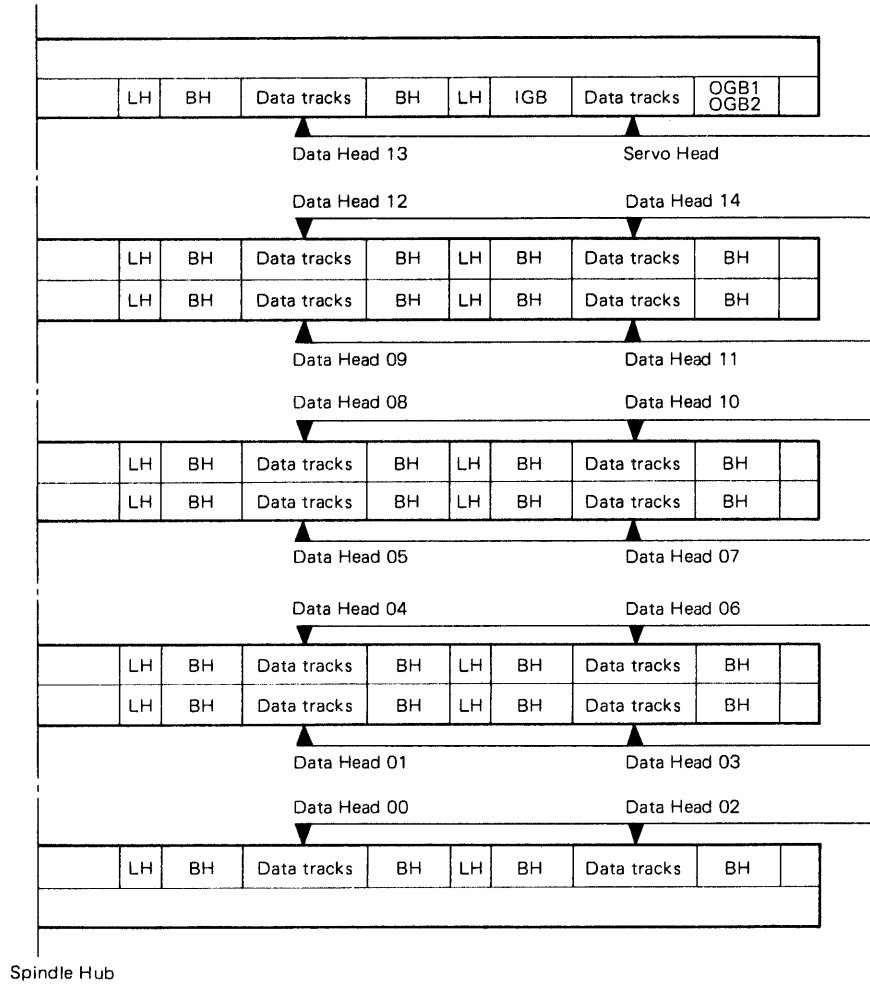 LH BH Data tracks BH LH IGB Data tracks OGB1
OGB2
Data Head 13 Servo Head
Data Head 12 Data Head 14
LH BH Data tracks BH LH BH Data tracks BH
LH BH Data tracks BH LH BH Data tracks BH
Data Head 09 Data Head 11
Data Head 08 Data Head 10
LH BH Data tracks BH LH BH Data tracks BH
LH BH Data tracks BH LH BH Data tracks BH
Data Head 05 Data Head 07
Data Head 04 Data Head 06
LH BH Data tracks BH LH BH Data tracks BH
LH BH Data tracks BH LH BH Data tracks BH
Data Head 01 Data Head 03
Data Head 00 Data Head 02
LH BH Data tracks BH LH BH Data tracks BH
Spindle Hub